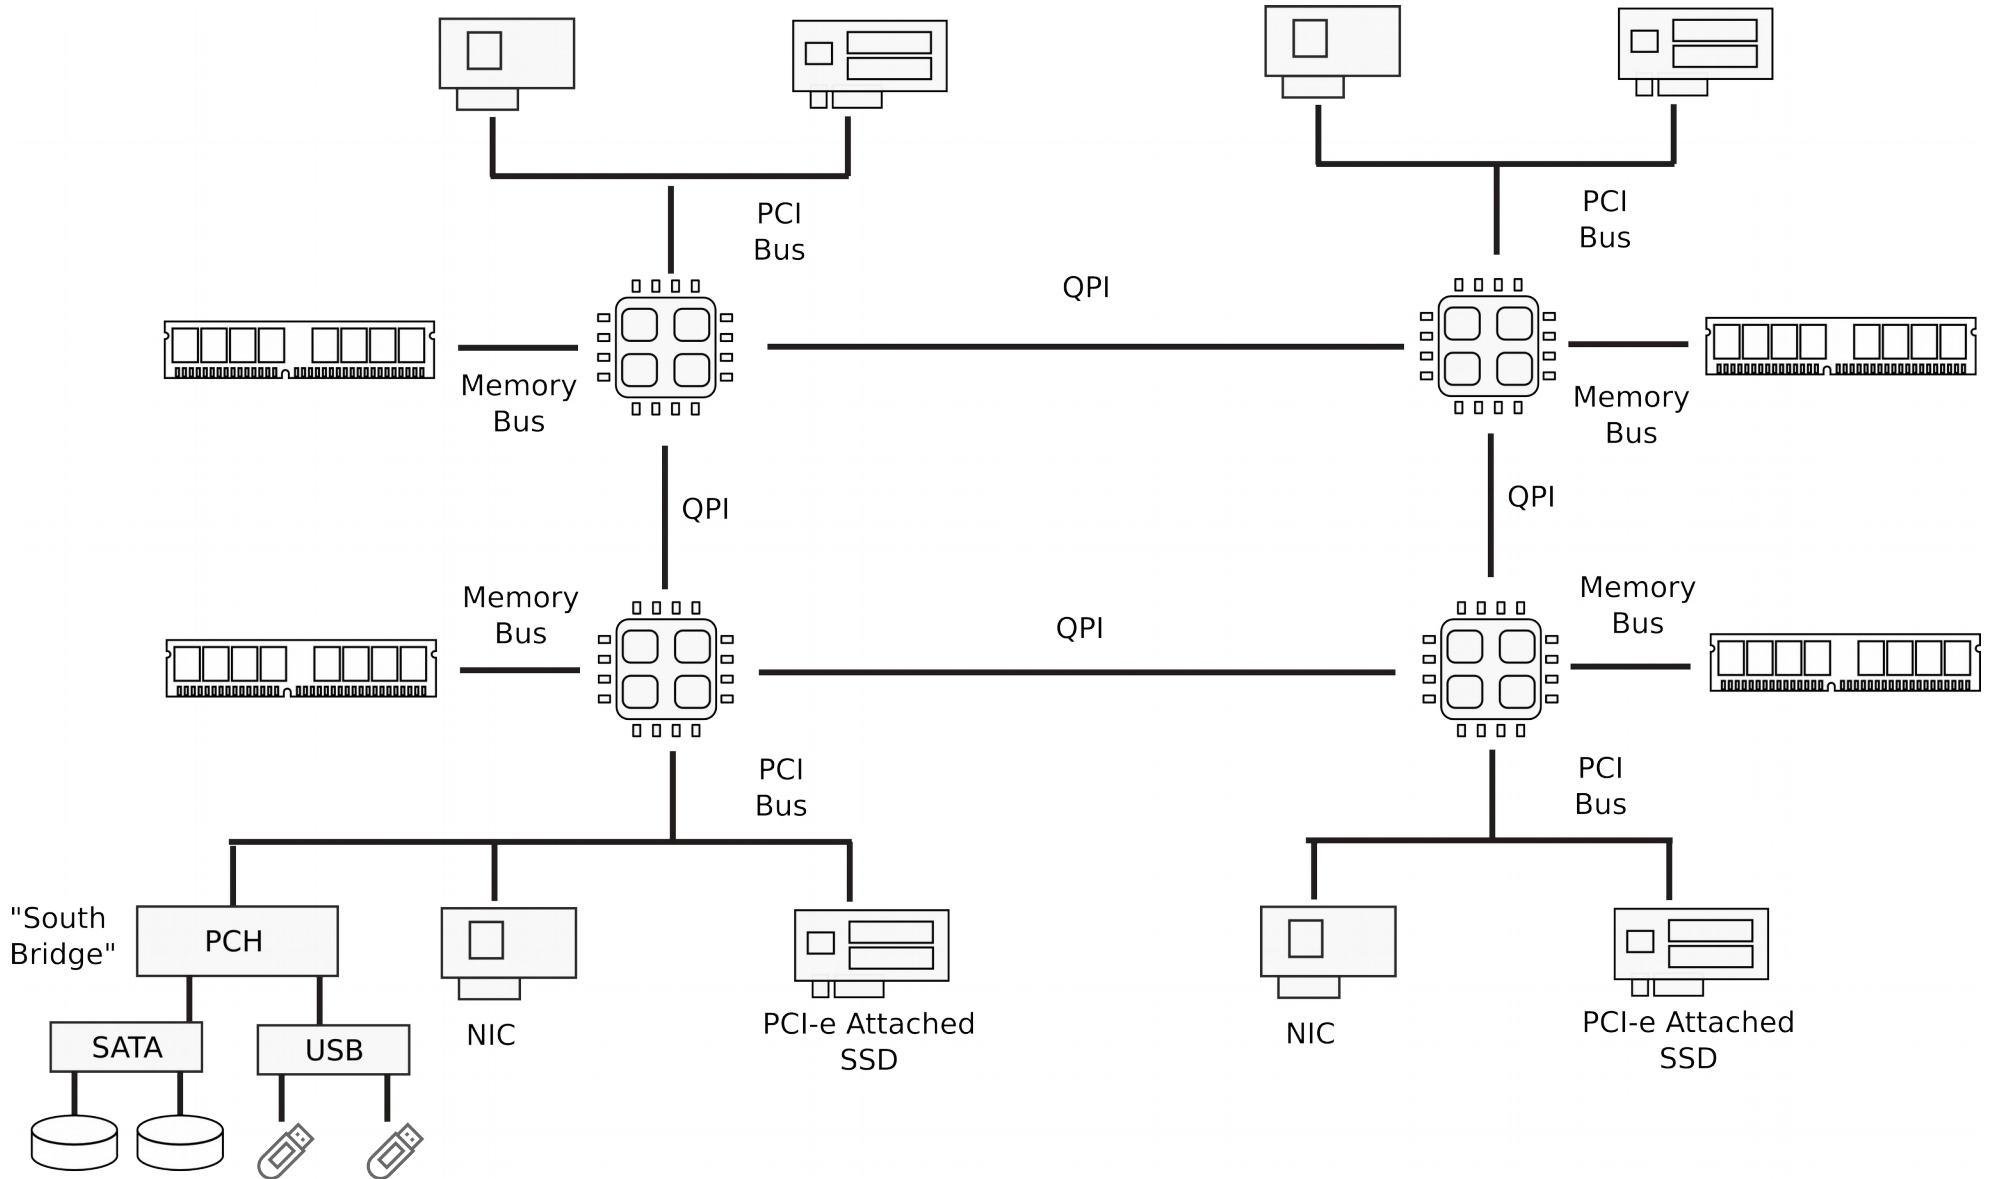 PCI
Bus
PCI
Bus
QPI
Memory
Bus
Memory
Bus
QPI
QPI
Memory
Bus
QPI
Memory
Bus
PCI
Bus
PCI
Bus
"South
Bridge"
PCH
NIC
PCI-e Attached
SSD
NIC
PCI-e Attached
SSD
SATA
USB